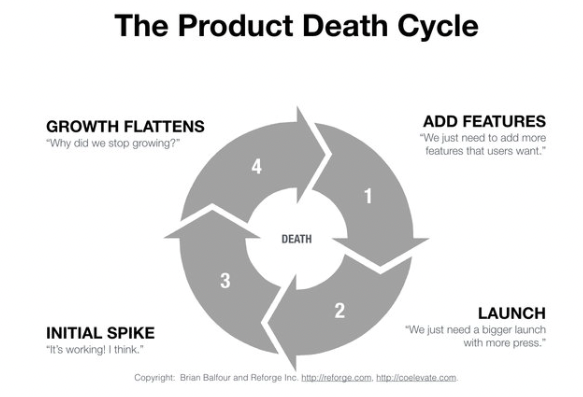 The Product Death Cycle
GROWTH FLATTENS
“Why did we stop growing?”
ADD FEATURES
“We just need to add more
features that users want.”
4
1
DEATH
3
2
INITIAL SPIKE
“It’s working! I think.”
LAUNCH
“We just need a bigger launch
with more press.”
Copyright: Brian Balfour and Reforge Inc. http://reforge.com, http://coelevate.com.